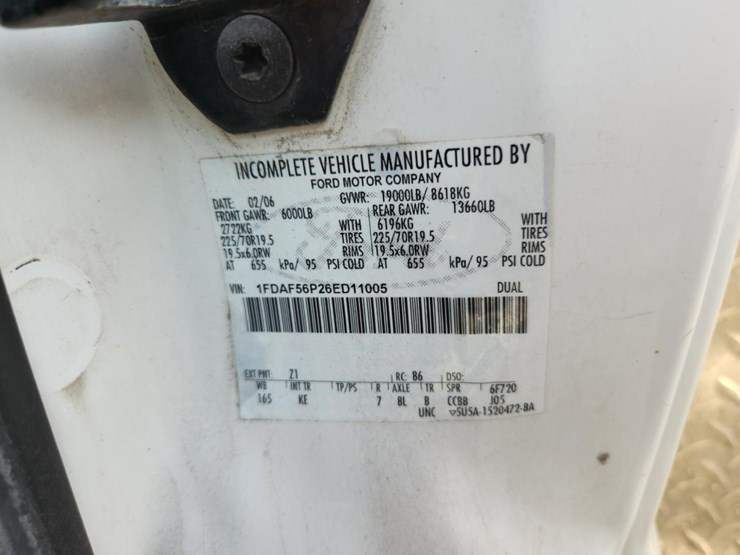 INCOMPLETE VEHICLE MANUFACTURED BY
FORD MOTOR COMPANY
DATE: 02/06 GVWR: 19000LB/ 8618KG
FRONT GAWR: 6000LB REAR GAWR: 13660LB
2722KG WITH 6196KG WITH
225/70R19.5 TIRES 225/70R19.5 TIRES
19.5x6.0RW RIMS 19.5x6.0RW RIMS
AT 655 kPa/ 95 PSI COLD AT 655 kPa/ 95 PSI COLD
VIN: 1FDAF56P26ED11005 DUAL
EXT PNT: Z1 RC: 86 DSO:
WB INT TR TP/PS R AXLE TR SPR 6F720
165 KE 7 8L B CCBB J05
UNC ▽5U5A-1520472-BA